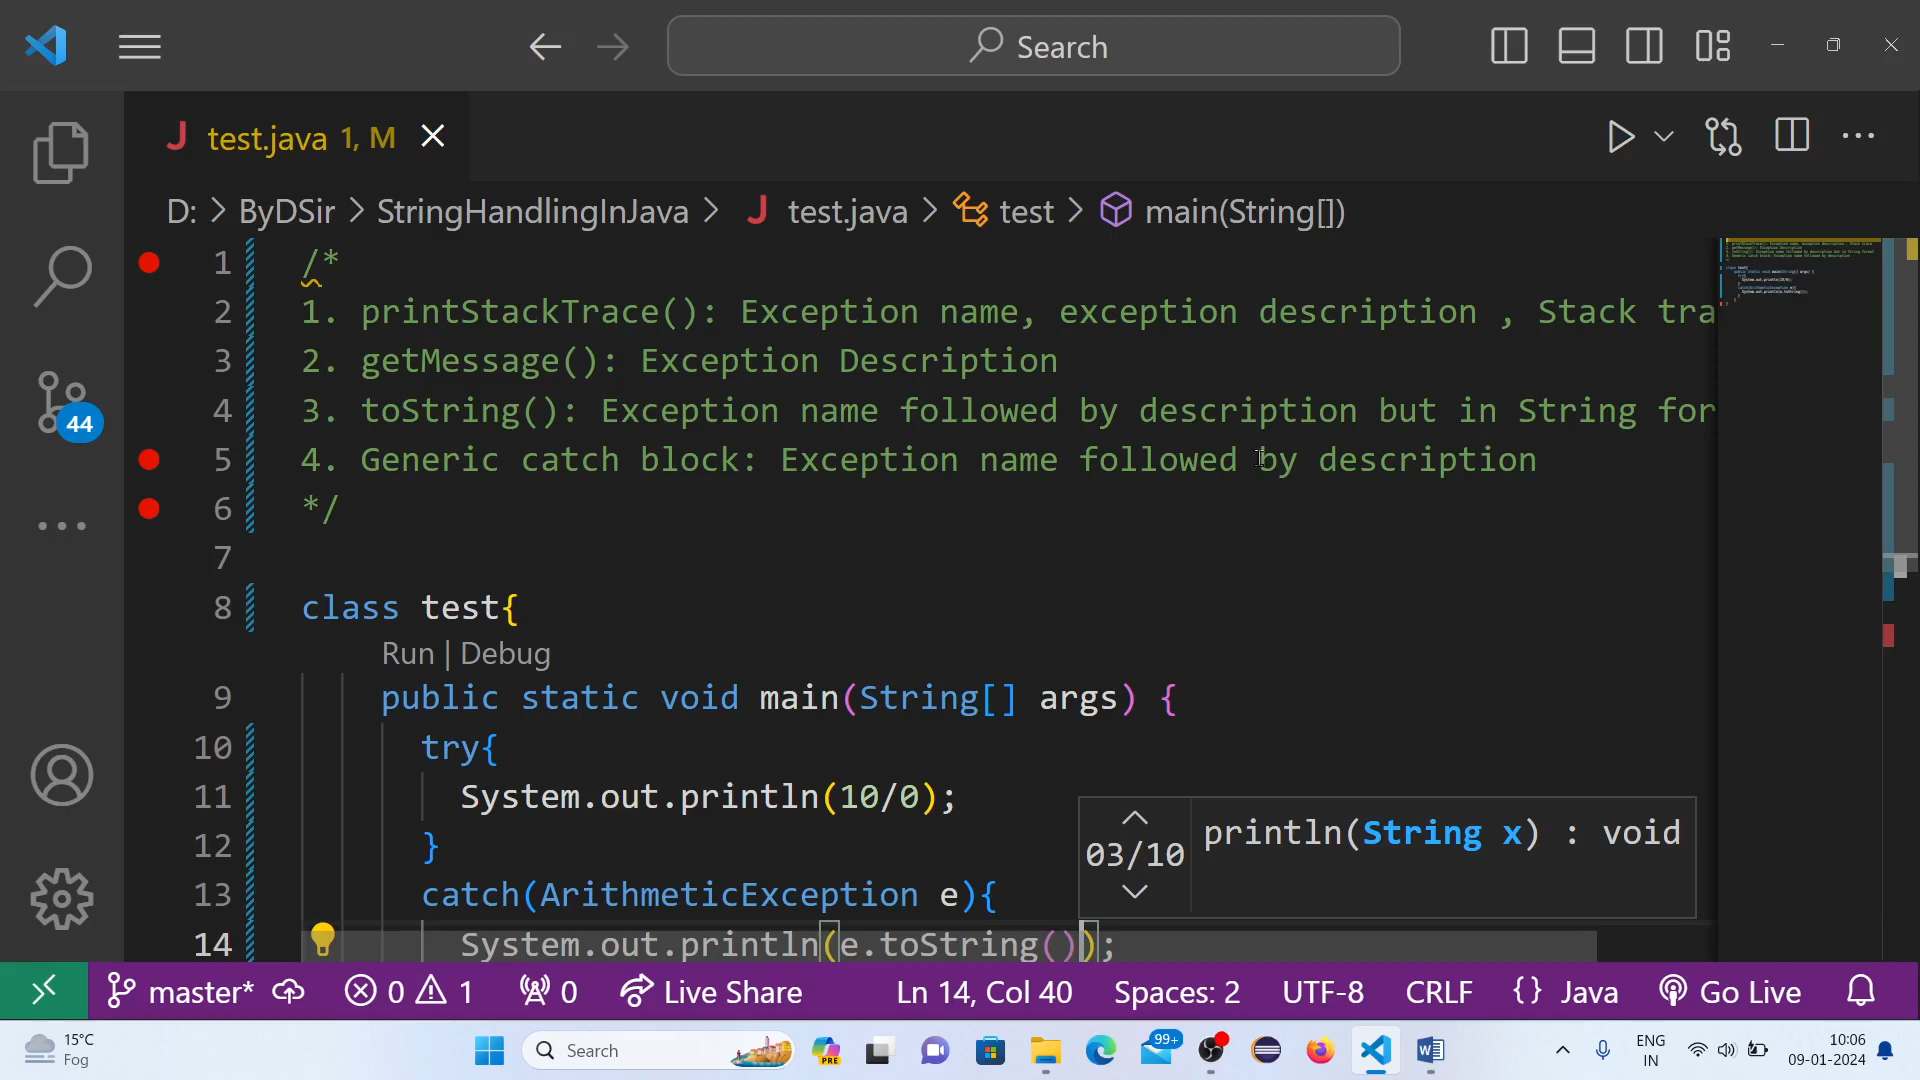 Search
test.java 1, M
D: > ByDSir > StringHandlingInJava > test.java > test > main(String[])
1 /*
2 1. printStackTrace(): Exception name, exception description , Stack tra
3 2. getMessage(): Exception Description
4 3. toString(): Exception name followed by description but in String for
5 4. Generic catch block: Exception name followed by description
6 */
7
8 class test{
Run | Debug
9 public static void main(String[] args) {
10 try{
11 System.out.println(10/0);
12 }
13 catch(ArithmeticException e){
14 System.out.println(e.toString());
03/10 println(String x) : void
44
master* 0 1 0 Live Share Ln 14, Col 40 Spaces: 2 UTF-8 CRLF {} Java Go Live
15°C
Fog
Search
PRE
99+
ENG
IN
10:06
09-01-2024